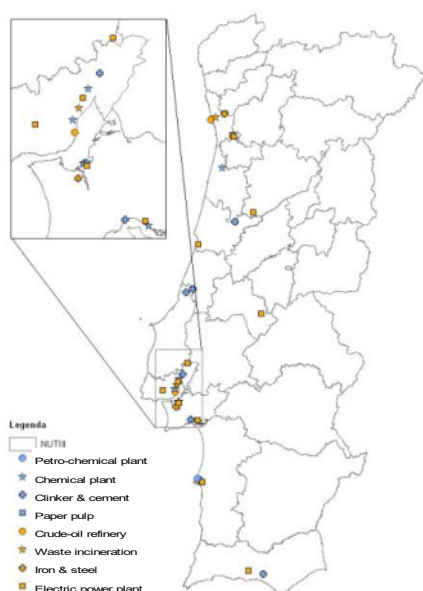 Legenda
NUTIII
Petro-chemical plant
Chemical plant
Clinker & cement
Paper pulp
Crude-oil refinery
Waste incineration
Iron & steel
Electric power plant